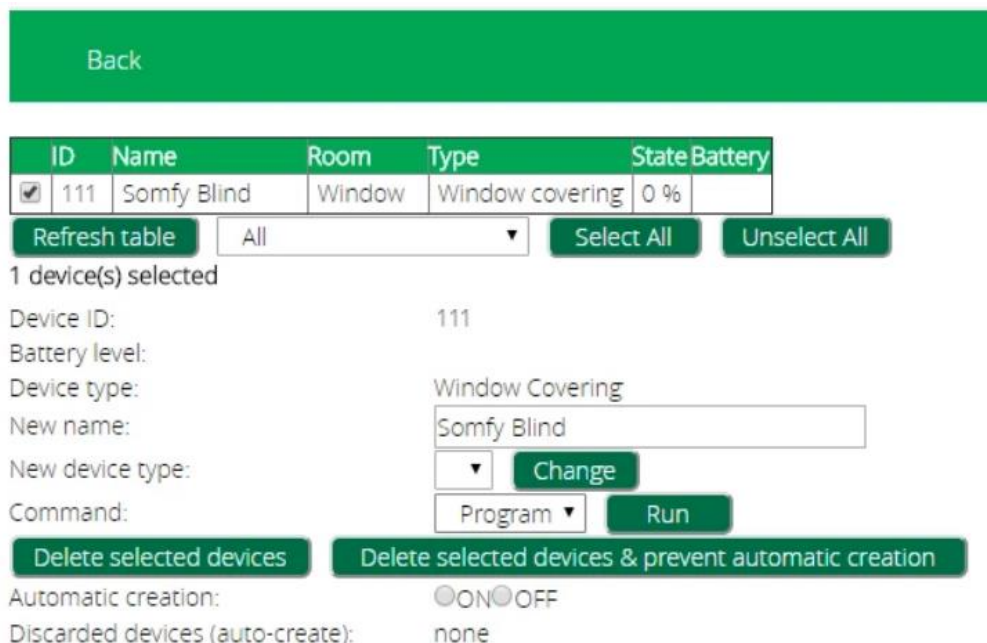 Back
ID Name Room Type State Battery
111 Somfy Blind Window Window covering 0 %
Refresh table All Select All Unselect All
1 device(s) selected
Device ID: 111
Battery level:
Device type: Window Covering
New name: Somfy Blind
New device type: Change
Command: Program Run
Delete selected devices Delete selected devices & prevent automatic creation
Automatic creation: ON OFF
Discarded devices (auto-create): none